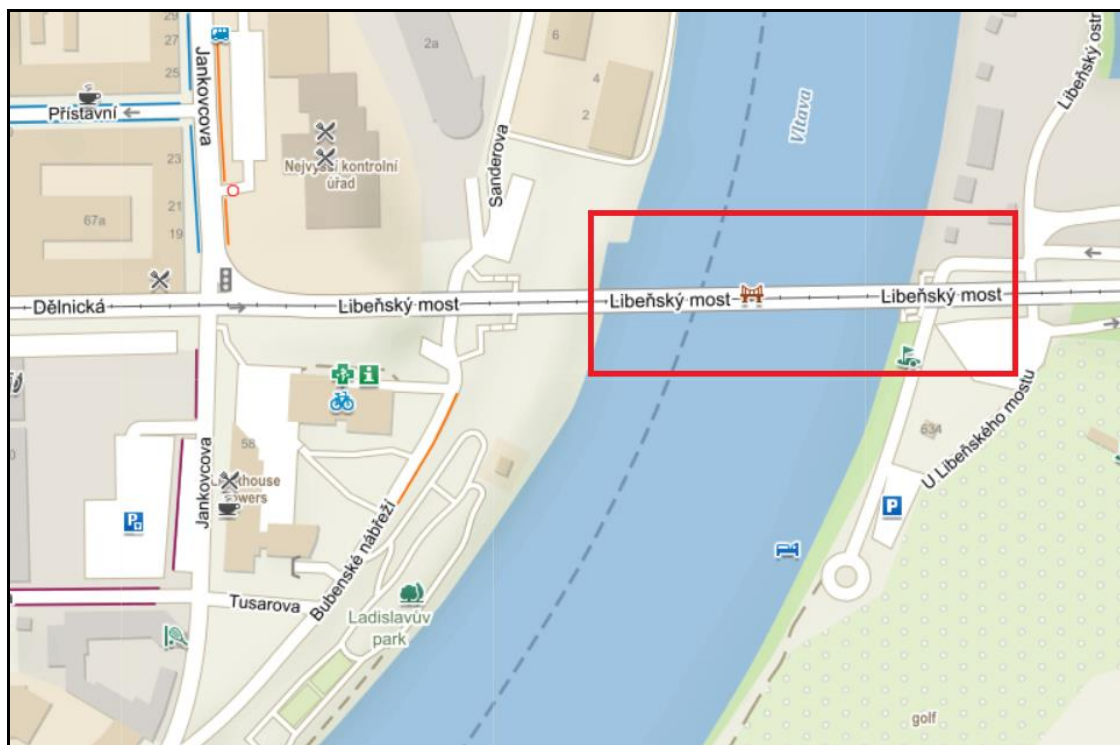 29
27
25
Jankovcova
Přístavní
2a
6
4
2
Vltava
Libeňský ostr
Sanderova
23
21
19
67a
Nejvyšší kontrolní
úřad
Dělnická
Libeňský most
Libeňský most
Libeňský most
58
Jankovcova
634
U Libeňského mostu
P
P
Bubenské nábřeží
Tusarova
Ladislavův
park
golf